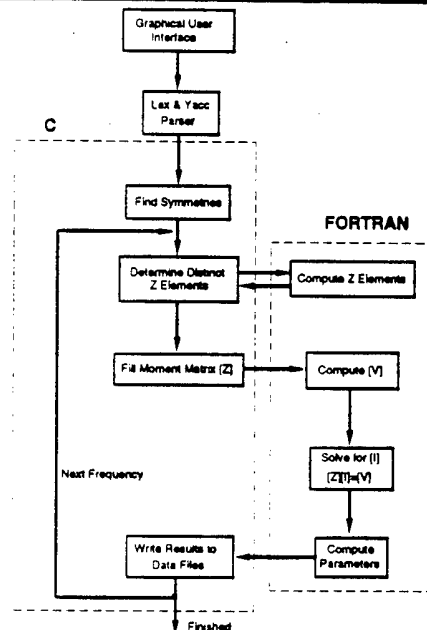 Graphical User
Interface
Lex & Yacc
Parser
C
Find Symmetries
FORTRAN
Determine Distinct
Z Elements
Compute Z Elements
Fill Moment Matrix [Z]
Compute [V]
Solve for [I]
[Z][I]=[V]
Next Frequency
Write Results to
Data Files
Compute
Parameters
Finished